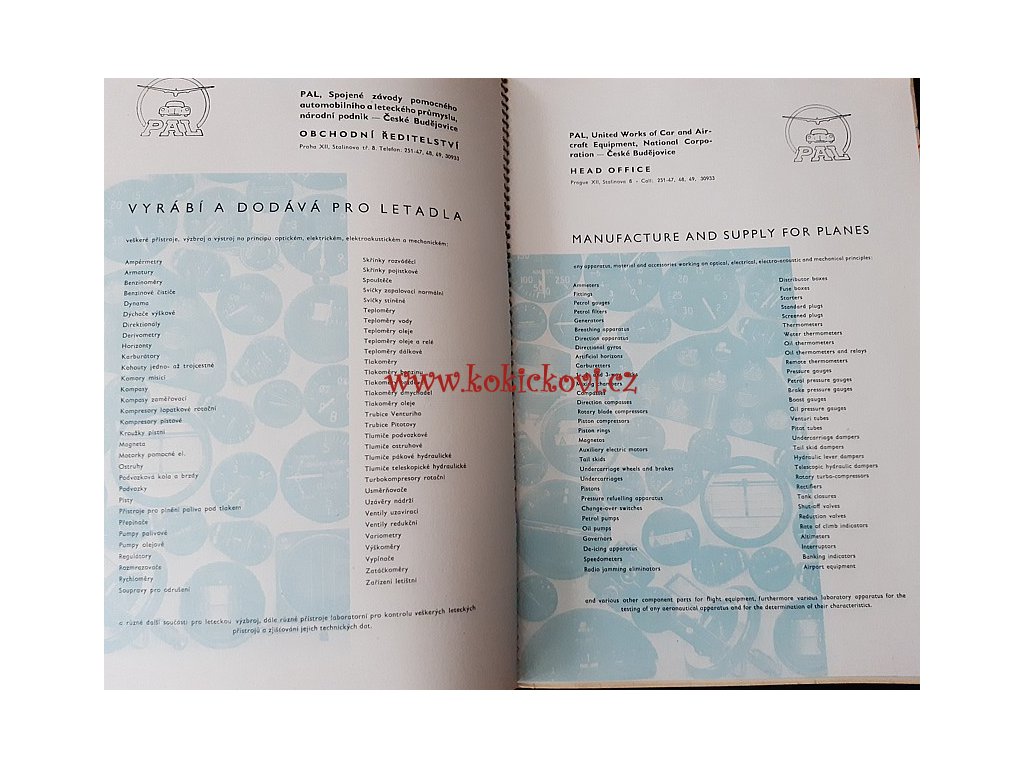 PAL
PAL, Spojené závody pomocného
automobilního a leteckého průmyslu,
národní podnik — České Budějovice
OBCHODNÍ ŘEDITELSTVÍ
Praha XII, Stalinova tř. 8. Telefon: 251-47, 48, 49, 30933
VYRÁBÍ A DODÁVÁ PRO LETADLA
veškeré přístroje, výzbroj a výstroj na principu optickém, elektrickém, elektroakustickém a mechanickém:
Ampérmetry
Armatury
Benzinoměry
Benzinové čističe
Dynama
Dýchače výškové
Direktionaly
Derivometry
Horizonty
Karburátory
Kohouty jedno- až trojcestné
Komory mísicí
Kompasy
Kompasy zaměřovací
Kompresory lopatkové rotační
Kompresory pístové
Kroužky pístní
Magneta
Motorky pomocné el.
Ostruhy
Podvozková kola a brzdy
Podvozky
Písty
Přístroje pro plnění paliva pod tlakem
Přepínače
Pumpy palivové
Pumpy olejové
Regulátory
Rozmrazovače
Rychloměry
Soupravy pro odrušení
Skřínky rozváděcí
Skřínky pojistkové
Spouštěče
Svíčky zapalovací normální
Svíčky stíněné
Teploměry
Teploměry vody
Teploměry oleje
Teploměry oleje a relé
Teploměry dálkové
Tlakoměry
Tlakoměry benzinu
Tlakoměry
Tlakoměry dmychadel
Tlakoměry oleje
Trubice Venturiho
Trubice Pitotovy
Tlumiče podvozkové
Tlumiče ostruhové
Tlumiče pákové hydraulické
Tlumiče teleskopické hydraulické
Turbokompresory rotační
Usměrňovače
Uzávěry nádrží
Ventily uzavírací
Ventily redukční
Variometry
Výškoměry
Vypínače
Zatáčkoměry
Zařízení letištní
a různé další součásti pro leteckou výzbroj, dále různé přístroje laboratorní pro kontrolu veškerých leteckých
přístrojů a zjišťování jejich technických dat.
PAL
PAL, United Works of Car and Air-
craft Equipment, National Corpo-
ration — České Budějovice
HEAD OFFICE
Prague XII, Stalinova 8 - Call: 251-47, 48, 49, 30933
MANUFACTURE AND SUPPLY FOR PLANES
any apparatus, material and accessories working on optical, electrical, electro-acoustic and mechanical principles:
Ammeters
Fittings
Petrol gauges
Petrol filters
Generators
Breathing apparatus
Direction apparatus
Directional gyros
Artificial horizons
Carburetters
Mixing chambers
Compasses
Direction compasses
Rotary blade compressors
Piston compressors
Piston rings
Magnetos
Auxiliary electric motors
Tail skids
Undercarriage wheels and brakes
Undercarriages
Pistons
Pressure refuelling apparatus
Change-over switches
Petrol pumps
Oil pumps
Governors
De-icing apparatus
Speedometers
Radio jamming eliminators
Distributor boxes
Fuse boxes
Starters
Standard plugs
Screened plugs
Thermometers
Water thermometers
Oil thermometers
Oil thermometers and relays
Remote thermometers
Pressure gauges
Petrol pressure gauges
Brake pressure gauges
Boost gauges
Oil pressure gauges
Venturi tubes
Pitot tubes
Undercarriage dampers
Tail skid dampers
Hydraulic lever dampers
Telescopic hydraulic dampers
Rotary turbo-compressors
Rectifiers
Tank closures
Shut-off valves
Reduction valves
Rate of climb indicators
Altimeters
Interruptors
Banking indicators
Airport equipment
and various other component parts for flight equipment, furthermore various laboratory apparatus for the
testing of any aeronautical apparatus and for the determination of their characteristics.
www.kokickovi.cz